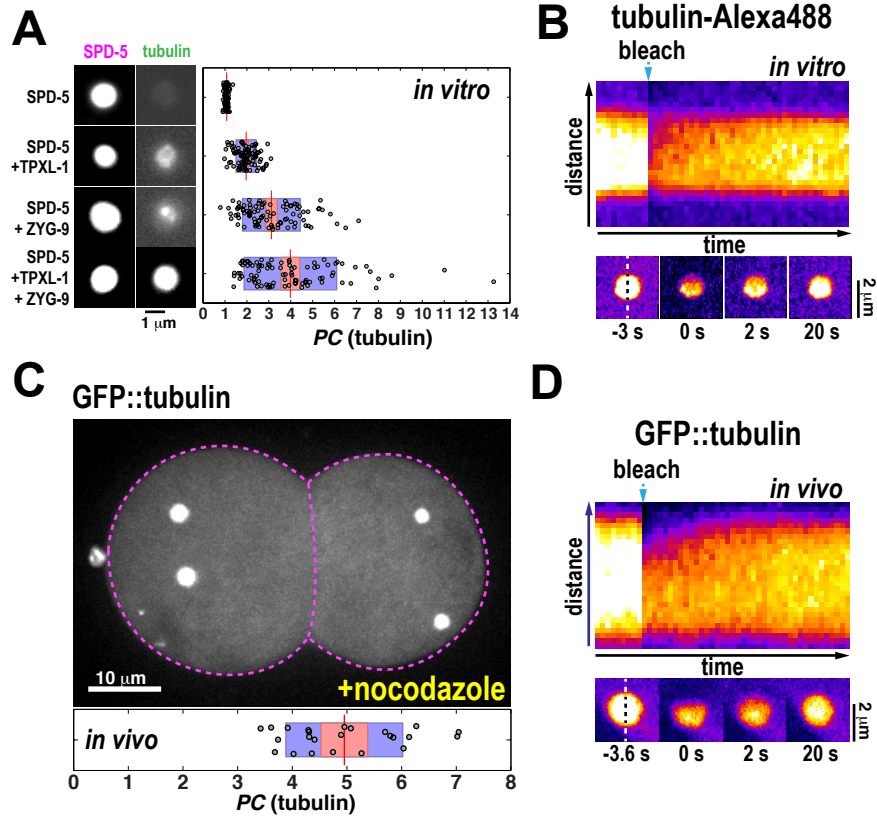 A
SPD-5 tubulin
SPD-5
SPD-5
+TPXL-1
SPD-5
+ ZYG-9
SPD-5
+TPXL-1
+ ZYG-9
1 μm
in vitro
0 1 2 3 4 5 6 7 8 9 10 11 12 13 14
PC (tubulin)
B
tubulin-Alexa488
bleach
in vitro
distance
time
-3 s 0 s 2 s 20 s
2 μm
C
GFP::tubulin
10 μm
+nocodazole
in vivo
0 1 2 3 4 5 6 7 8
PC (tubulin)
D
GFP::tubulin
bleach
in vivo
distance
time
-3.6 s 0 s 2 s 20 s
2 μm